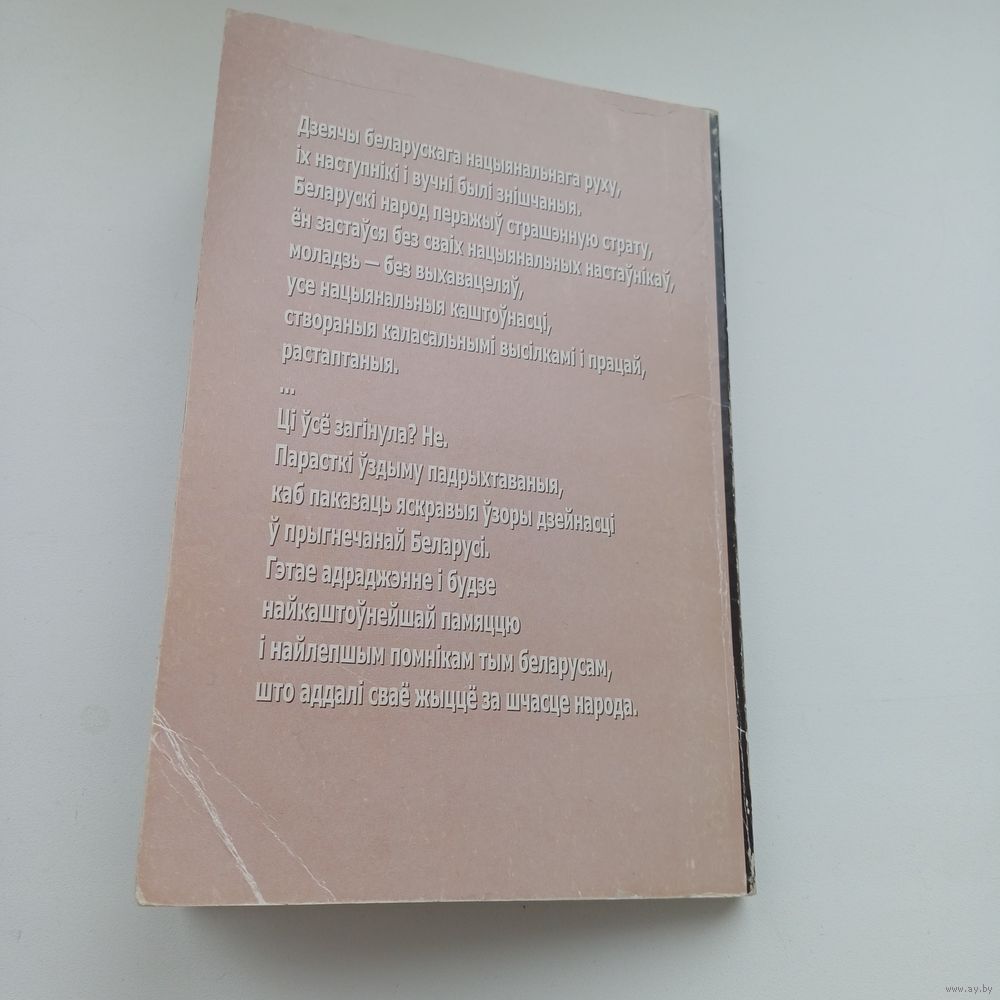 Дзеячы беларускага нацыянальнага руху,
іх наступнікі і вучні былі знішчаныя.
Беларускі народ перажыў страшэнную страту,
ён застаўся без сваіх нацыянальных настаўнікаў,
моладзь — без выхавацеляў,
усе нацыянальныя каштоўнасці,
створаныя каласальнымі высілкамі і працай,
растаптаныя.
...
Ці ўсё загінула? Не.
Парасткі ўздыму падрыхтаваныя,
каб паказаць яскравыя ўзоры дзейнасці
ў прыгнечанай Беларусі.
Гэтае адраджэнне і будзе
найкаштоўнейшай памяццю
і найлепшым помнікам тым беларусам,
што аддалі сваё жыццё за шчасце народа.
www.ay.by